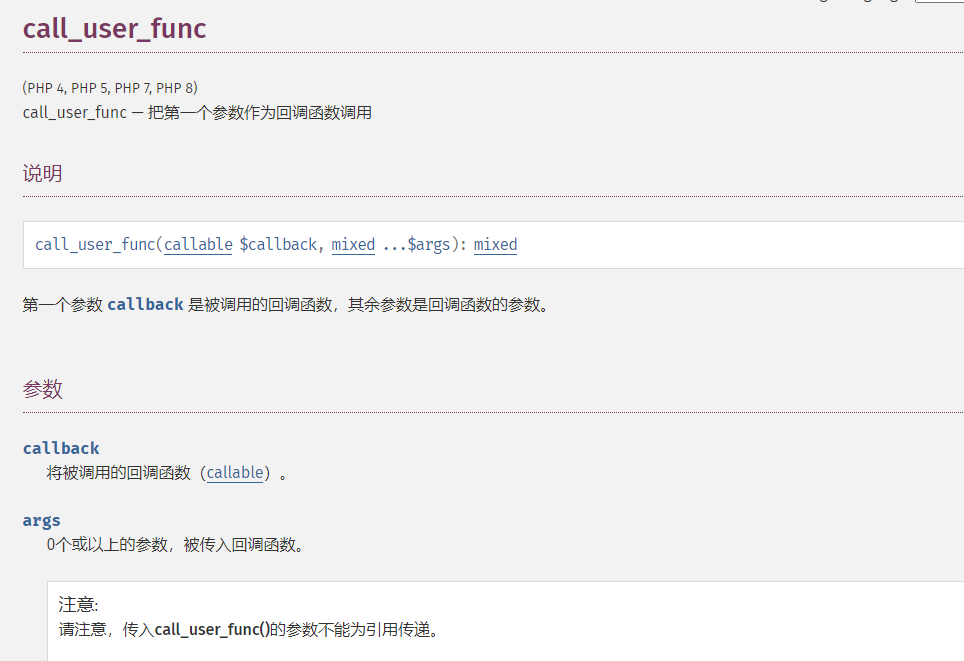 call_user_func
(PHP 4, PHP 5, PHP 7, PHP 8)
call_user_func — 把第一个参数作为回调函数调用
说明
call_user_func(callable $callback, mixed ...$args): mixed
第一个参数 callback 是被调用的回调函数，其余参数是回调函数的参数。
参数
callback
将被调用的回调函数（callable）。
args
0个或以上的参数，被传入回调函数。
注意:
请注意，传入call_user_func()的参数不能为引用传递。